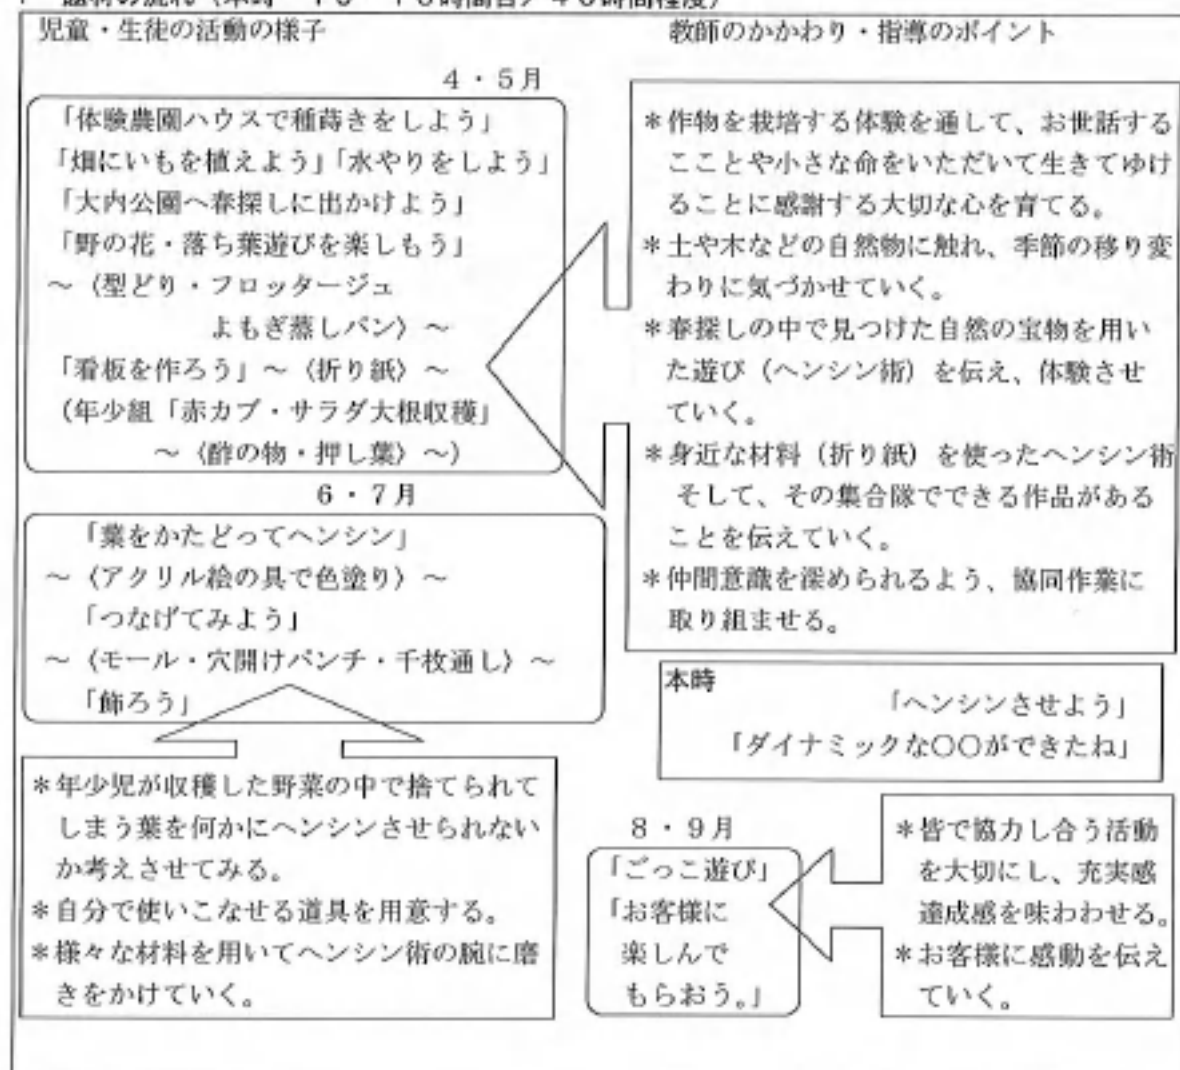 児童・生徒の活動の様子
教師のかかわり・指導のポイント
4・5月
「体験農園ハウスで種蒔きをしよう」
「畑にいもを植えよう」「水やりをしよう」
「大内公園へ春探しに出かけよう」
「野の花・落ち葉遊びを楽しもう」
～〈型どり・フロッタージュ
よもぎ蒸しパン〉～
「看板を作ろう」～〈折り紙〉～
(年少組「赤カブ・サラダ大根収穫」
～〈酢の物・押し葉〉～)
＊作物を栽培する体験を通して、お世話する
こことや小さな命をいただいて生きてゆけ
ることに感謝する大切な心を育てる。
＊土や木などの自然物に触れ、季節の移り変
わりに気づかせていく。
＊春探しの中で見つけた自然の宝物を用い
た遊び（ヘンシン術）を伝え、体験させ
ていく。
＊身近な材料（折り紙）を使ったヘンシン術
そして、その集合隊でできる作品がある
ことを伝えていく。
＊仲間意識を深められるよう、協同作業に
取り組ませる。
6・7月
「葉をかたどってヘンシン」
～〈アクリル絵の具で色塗り〉～
「つなげてみよう」
～〈モール・穴開けパンチ・千枚通し〉～
「飾ろう」
本時
「ヘンシンさせよう」
「ダイナミックな〇〇ができたね」
＊年少児が収穫した野菜の中で捨てられて
しまう葉を何かにヘンシンさせられない
か考えさせてみる。
＊自分で使いこなせる道具を用意する。
＊様々な材料を用いてヘンシン術の腕に磨
きをかけていく。
8・9月
「ごっこ遊び」
「お客様に
楽しんで
もらおう。」
＊皆で協力し合う活動
を大切にし、充実感
達成感を味わわせる。
＊お客様に感動を伝え
ていく。